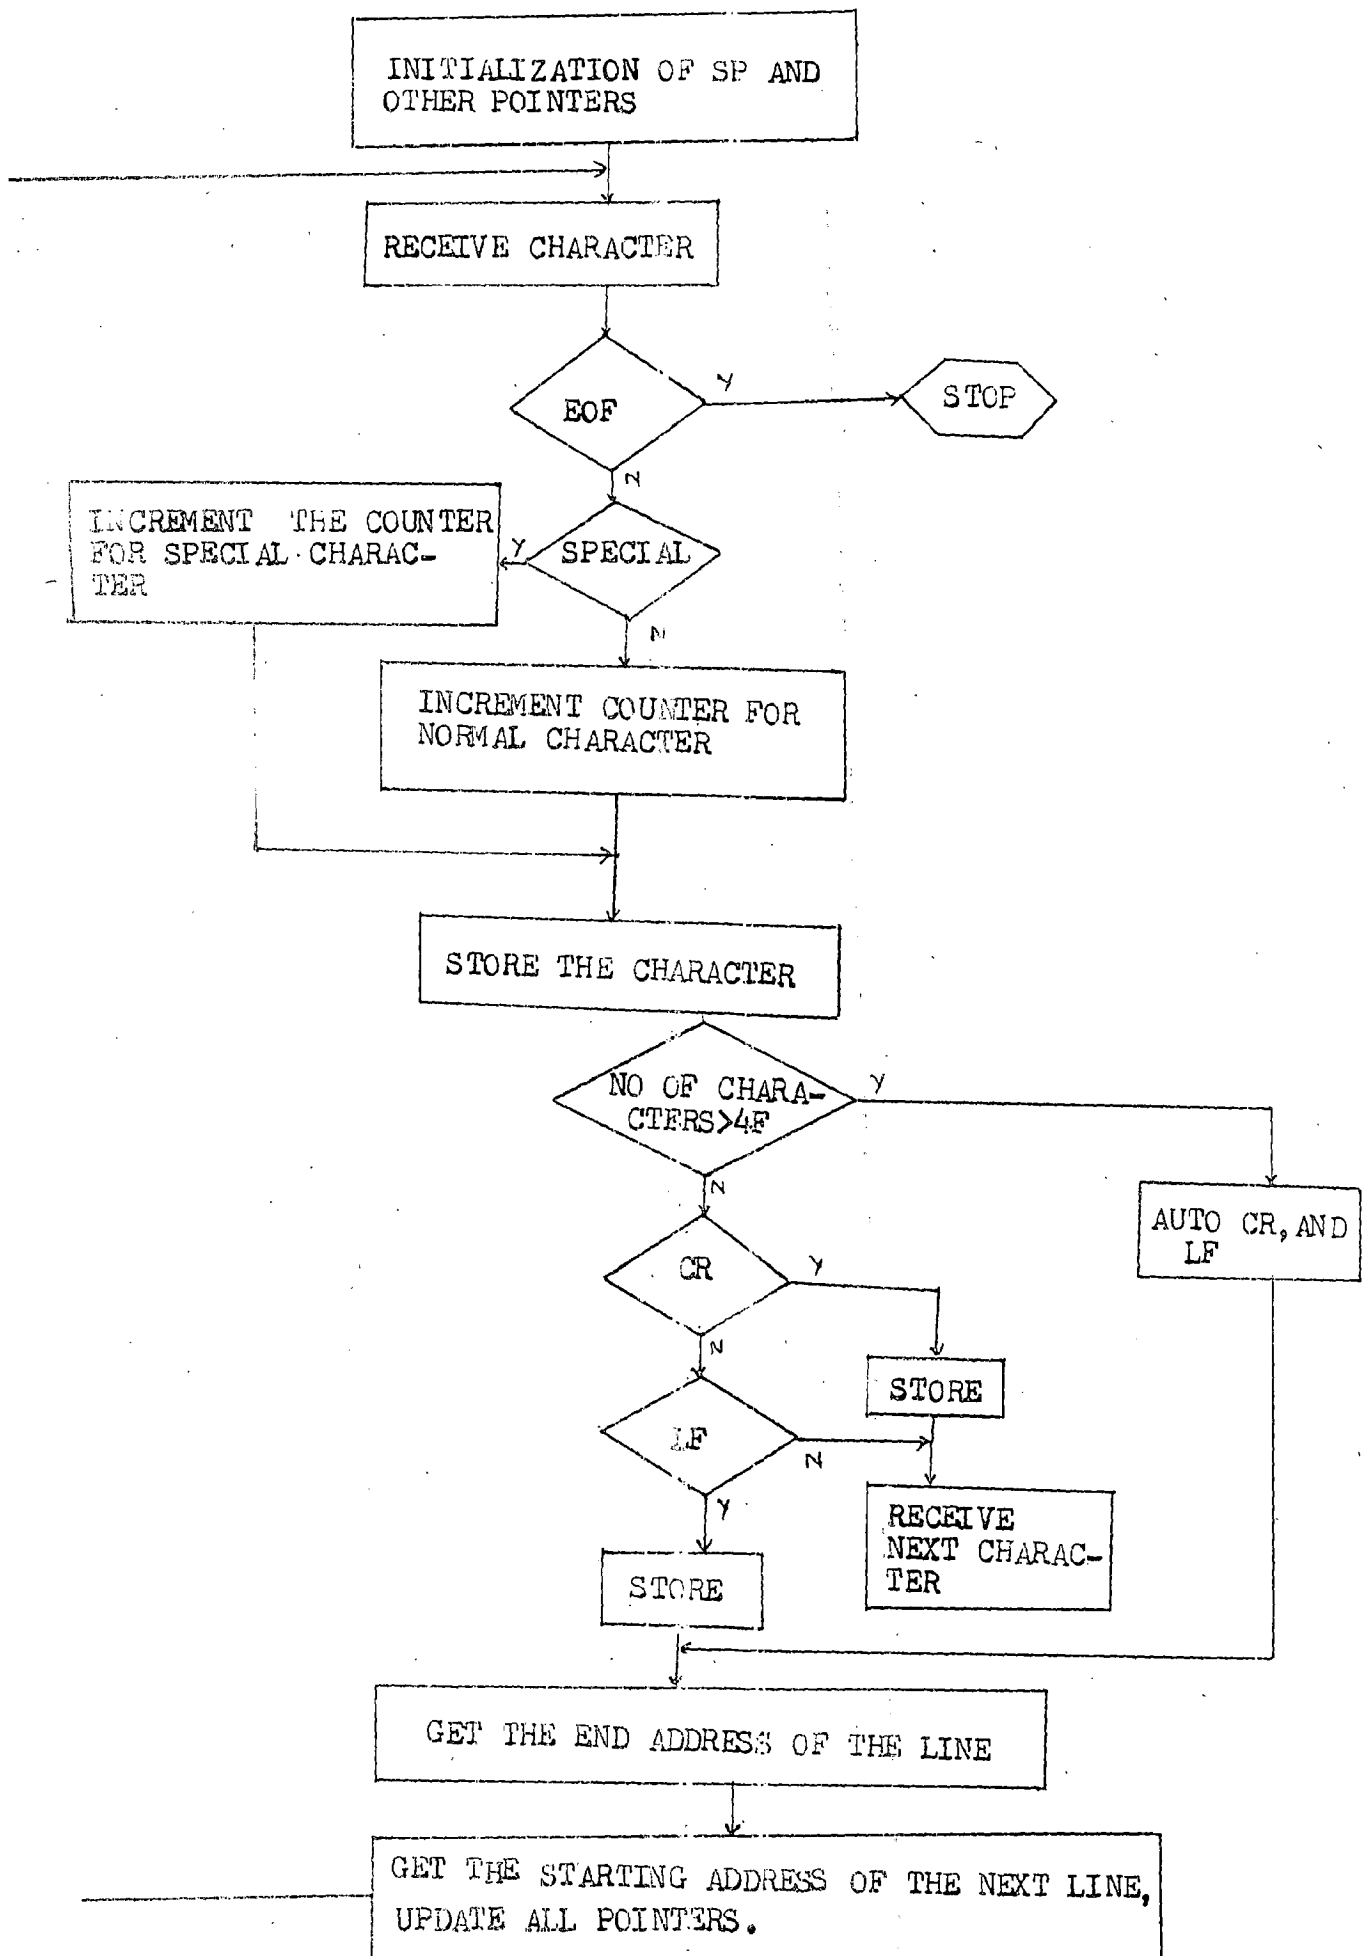 INITIALIZATION OF SP AND
OTHER POINTERS
RECEIVE CHARACTER
EOF
Y
STOP
N
INCREMENT THE COUNTER
FOR SPECIAL CHARAC-
TER
Y
SPECIAL
N
INCREMENT COUNTER FOR
NORMAL CHARACTER
STORE THE CHARACTER
NO OF CHARA-
CTERS>4F
Y
N
AUTO CR, AND
LF
CR
Y
N
STORE
LF
N
Y
RECEIVE
NEXT CHARAC-
TER
STORE
GET THE END ADDRESS OF THE LINE
GET THE STARTING ADDRESS OF THE NEXT LINE,
UPDATE ALL POINTERS.